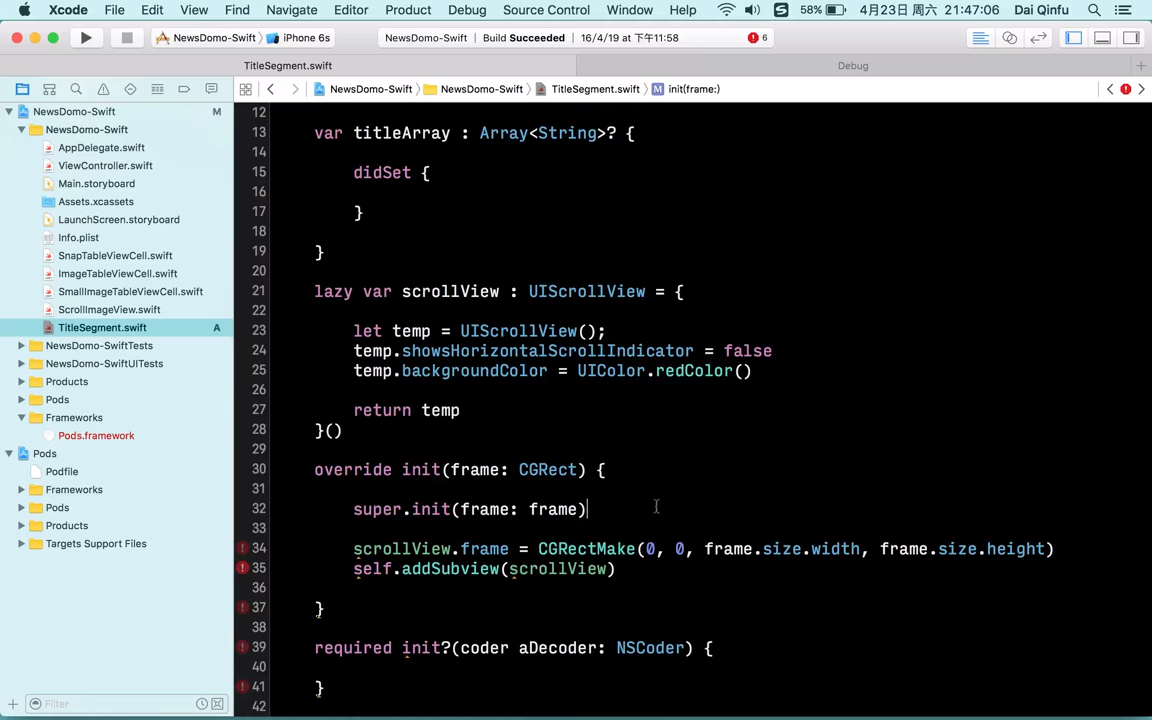 Xcode File Edit View Find Navigate Editor Product Debug Source Control Window Help 58% 4月23日 周六 21:47:06 Dai Qinfu
NewsDomo-Swift iPhone 6s NewsDomo-Swift Build Succeeded 16/4/19 at 下午11:58 6
TitleSegment.swift Debug
NewsDomo-Swift NewsDomo-Swift TitleSegment.swift M init(frame:)
NewsDomo-Swift M
NewsDomo-Swift
AppDelegate.swift
ViewController.swift
Main.storyboard
Assets.xcassets
LaunchScreen.storyboard
Info.plist
SnapTableViewCell.swift
ImageTableViewCell.swift
SmallImageTableViewCell.swift
ScrollImageView.swift
TitleSegment.swift A
NewsDomo-SwiftTests
NewsDomo-SwiftUITests
Products
Pods
Frameworks
Pods.framework
Pods
Podfile
Frameworks
Pods
Products
Targets Support Files
Filter
12
13 var titleArray : Array<String>? {
14
15 didSet {
16
17 }
18
19 }
20
21 lazy var scrollView : UIScrollView = {
22
23 let temp = UIScrollView();
24 temp.showsHorizontalScrollIndicator = false
25 temp.backgroundColor = UIColor.redColor()
26
27 return temp
28 }()
29
30 override init(frame: CGRect) {
31
32 super.init(frame: frame)
33
34 scrollView.frame = CGRectMake(0, 0, frame.size.width, frame.size.height)
35 self.addSubview(scrollView)
36
37 }
38
39 required init?(coder aDecoder: NSCoder) {
40
41 }
42